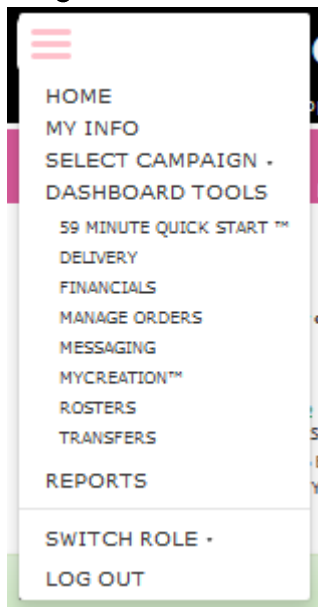 HOME
MY INFO
SELECT CAMPAIGN
DASHBOARD TOOLS
59 MINUTE QUICK START ™
DELIVERY
FINANCIALS
MANAGE ORDERS
MESSAGING
MYCREATION™
ROSTERS
TRANSFERS
REPORTS
SWITCH ROLE
LOG OUT